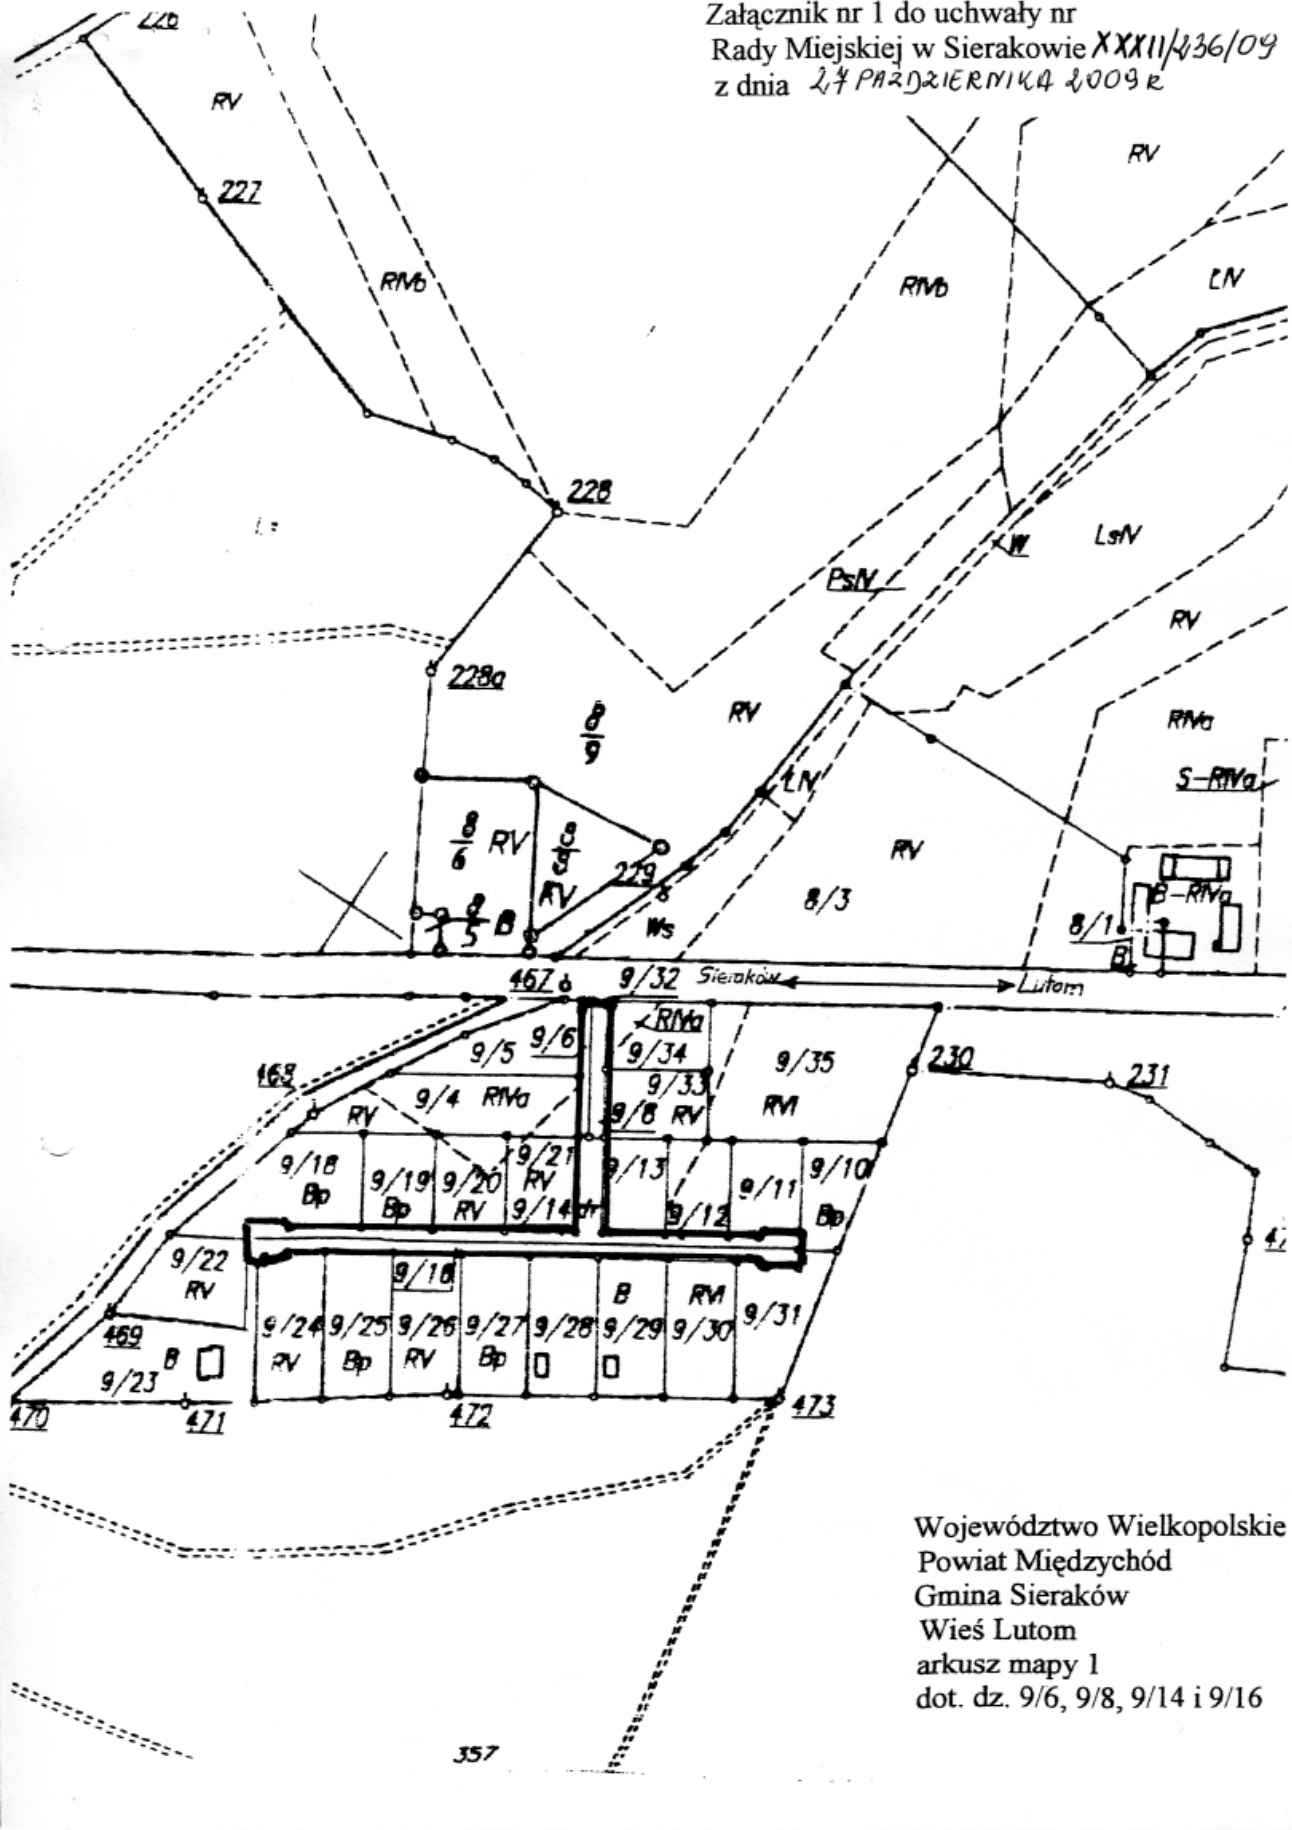 Załącznik nr 1 do uchwały nr
Rady Miejskiej w Sierakowie XXXII/236/09
z dnia 27 PAŹDZIERNIKA 2009 R
226
RV
RV
227
RIVb
RIVb
ŁIV
228
Ls
W
LsIV
PsIV
RV
228a
8/9
RV
RIVa
S-RIVa
ŁIV
8/6 RV
RV
RV
229
8/3
B-RIVa
8/5 B
Ws
8/1
467
9/32
Sieraków
Lutom
9/6
RIVa
9/5
9/34
9/35
230
231
468
9/33
9/4 RIVa
RV
9/8 RV
RVI
9/18
9/19
9/20
9/21
9/13
9/11
9/10
Bp
Bp
RV
RV
9/14 dr
9/12
Bp
9/22
9/16
RV
B
RVI
9/31
469
9/24
9/25
9/26
9/27
9/28
9/29
9/30
B
RV
Bp
RV
Bp
9/23
470
471
472
473
Województwo Wielkopolskie
Powiat Międzychód
Gmina Sieraków
Wieś Lutom
arkusz mapy 1
dot. dz. 9/6, 9/8, 9/14 i 9/16
357